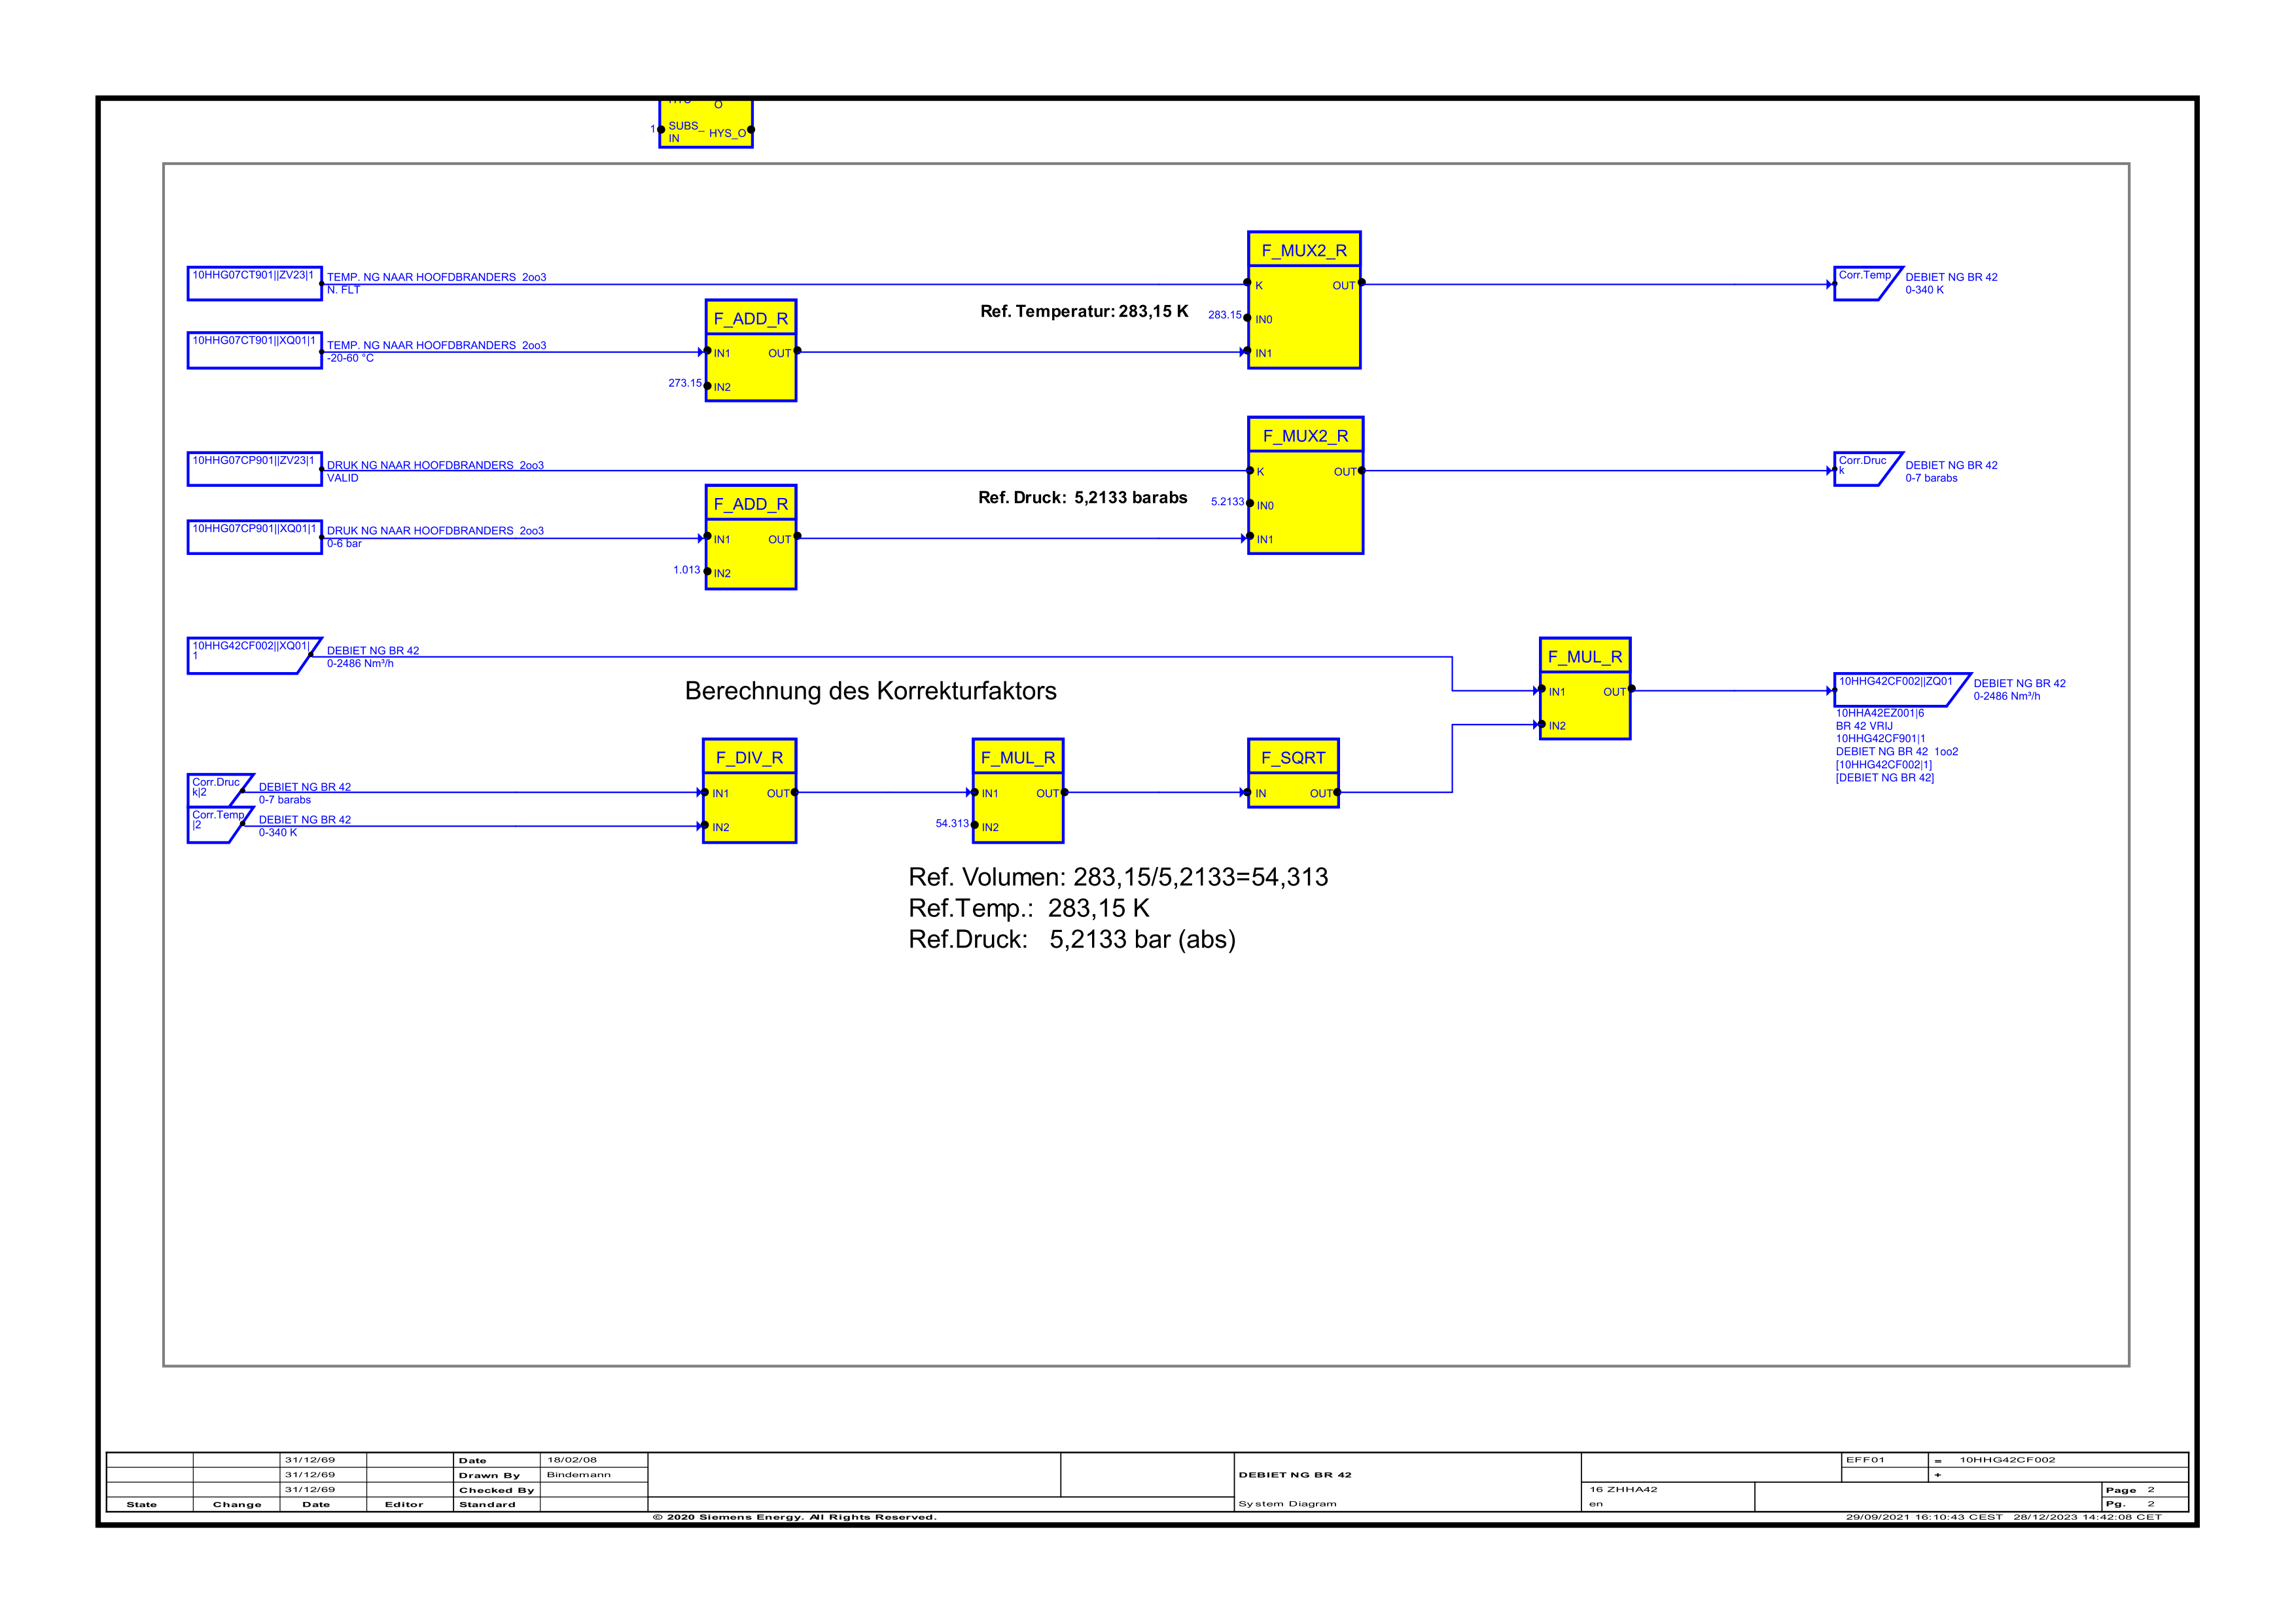 O
1 SUBS_ HYS_O
IN
F_MUX2_R
10HHG07CT901||ZV23|1 TEMP. NG NAAR HOOFDBRANDERS 2oo3
N. FLT
K OUT
Corr.Temp DEBIET NG BR 42
0-340 K
F_ADD_R
Ref. Temperatur: 283,15 K 283.15 IN0
10HHG07CT901||XQ01|1 TEMP. NG NAAR HOOFDBRANDERS 2oo3
-20-60 °C
IN1 OUT
IN1
273.15 IN2
F_MUX2_R
10HHG07CP901||ZV23|1 DRUK NG NAAR HOOFDBRANDERS 2oo3
VALID
K OUT
Corr.Druc DEBIET NG BR 42
k 0-7 barabs
F_ADD_R
Ref. Druck: 5,2133 barabs 5.2133 IN0
10HHG07CP901||XQ01|1 DRUK NG NAAR HOOFDBRANDERS 2oo3
0-6 bar
IN1 OUT
IN1
1.013 IN2
10HHG42CF002||XQ01| DEBIET NG BR 42
1 0-2486 Nm³/h
F_MUL_R
Berechnung des Korrekturfaktors
IN1 OUT
IN2
10HHG42CF002||ZQ01 DEBIET NG BR 42
0-2486 Nm³/h
10HHA42EZ001|6
BR 42 VRIJ
10HHG42CF901|1
DEBIET NG BR 42 1oo2
[10HHG42CF002|1]
[DEBIET NG BR 42]
F_DIV_R F_MUL_R F_SQRT
Corr.Druc DEBIET NG BR 42
k|2 0-7 barabs
IN1 OUT IN1 OUT IN OUT
Corr.Temp DEBIET NG BR 42
|2 0-340 K
IN2 54.313 IN2
Ref. Volumen: 283,15/5,2133=54,313
Ref.Temp.: 283,15 K
Ref.Druck: 5,2133 bar (abs)
31/12/69 Date 18/02/08 EFF01 = 10HHG42CF002
31/12/69 Drawn By Bindemann DEBIET NG BR 42 +
31/12/69 Checked By 16 ZHHA42 Page 2
State Change Date Editor Standard System Diagram en Pg. 2
© 2020 Siemens Energy. All Rights Reserved. 29/09/2021 16:10:43 CEST 28/12/2023 14:42:08 CET